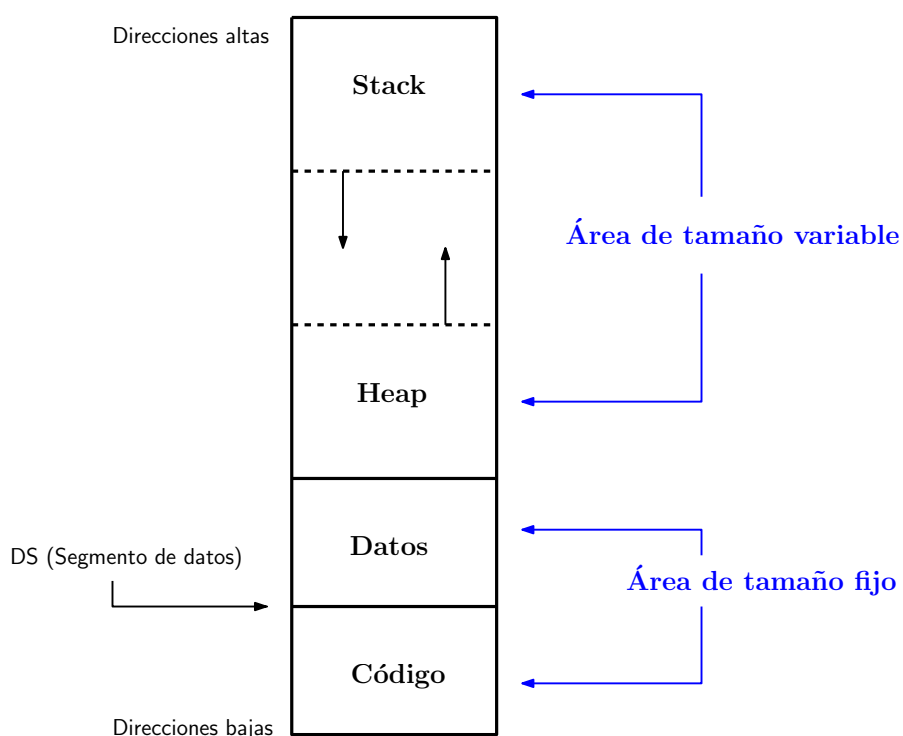 Direcciones altas
Stack
Área de tamaño variable
Heap
Datos
DS (Segmento de datos)
Área de tamaño fijo
Código
Direcciones bajas